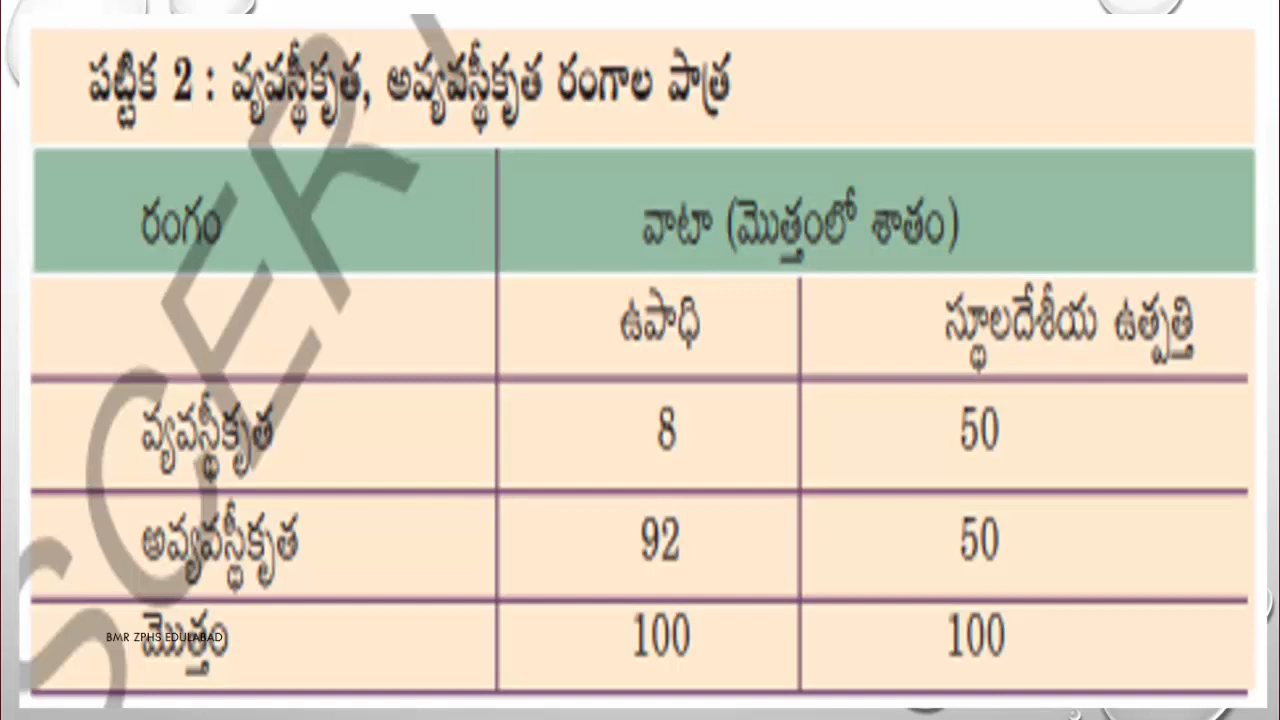 పట్టిక 2 : వ్యవస్థీకృత, అవ్యవస్థీకృత రంగాల పాత్ర
రంగం వాటా (మొత్తంలో శాతం)
ఉపాధి స్థూలదేశీయ ఉత్పత్తి
వ్యవస్థీకృత 8 50
అవ్యవస్థీకృత 92 50
మొత్తం 100 100
BMR ZPHS EDULABAD
SCERT